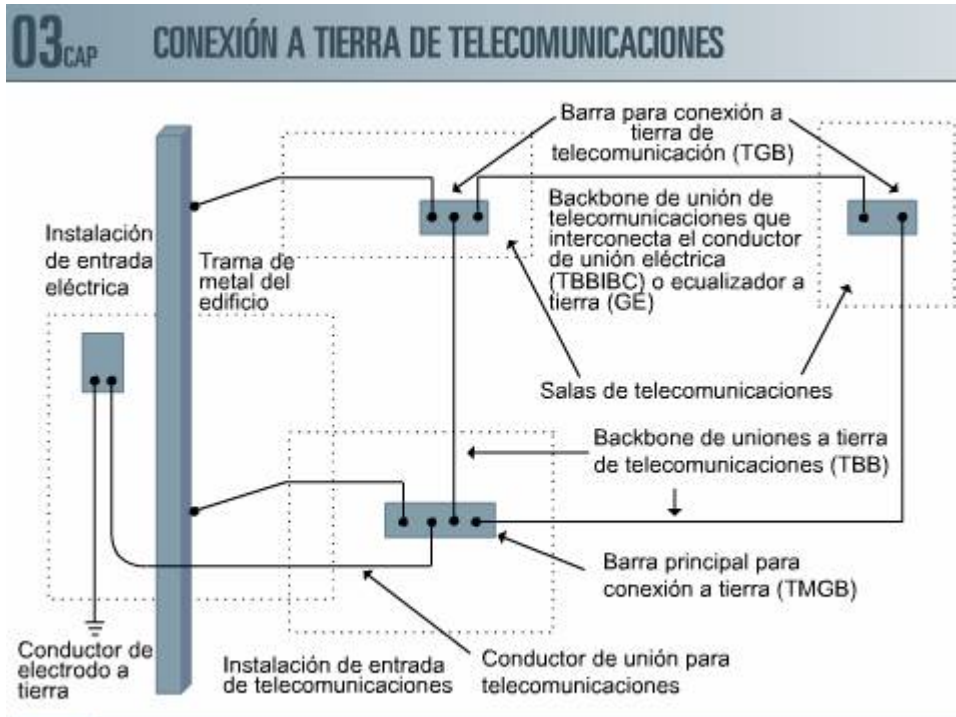 03CAP CONEXIÓN A TIERRA DE TELECOMUNICACIONES
Barra para conexión a
tierra de
telecomunicación (TGB)
Backbone de unión de
telecomunicaciones que
interconecta el conductor
de unión eléctrica
(TBBIBC) o ecualizador a
tierra (GE)
Instalación
de entrada
eléctrica
Trama de
metal del
edificio
Salas de telecomunicaciones
Backbone de uniones a tierra
de telecomunicaciones (TBB)
Barra principal para
conexión a tierra (TMGB)
Conductor de
electrodo a
tierra
Instalación de entrada
de telecomunicaciones
Conductor de unión para
telecomunicaciones